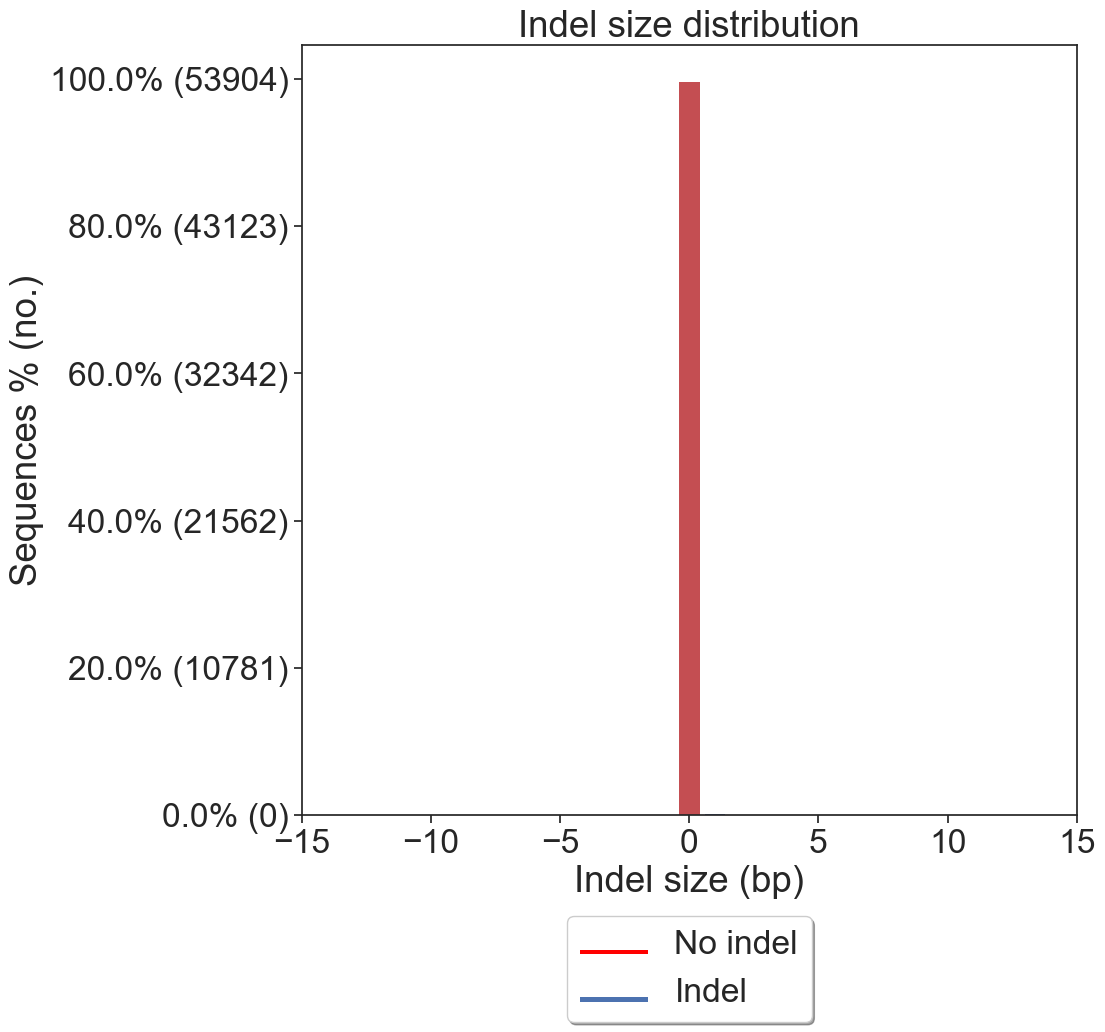 Indel size distribution
100.0% (53904)
80.0% (43123)
60.0% (32342)
40.0% (21562)
20.0% (10781)
0.0% (0)
Sequences % (no.)
−15 −10 −5 0 5 10 15
Indel size (bp)
No indel
Indel